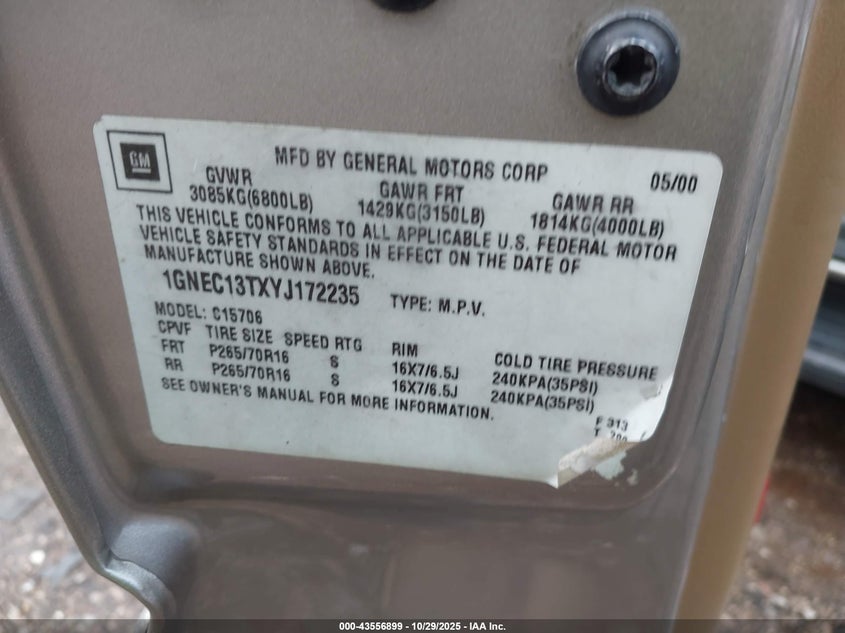 GM
MFD BY GENERAL MOTORS CORP 05/00
GVWR GAWR FRT GAWR RR
3085KG(6800LB) 1429KG(3150LB) 1814KG(4000LB)
THIS VEHICLE CONFORMS TO ALL APPLICABLE U.S. FEDERAL MOTOR
VEHICLE SAFETY STANDARDS IN EFFECT ON THE DATE OF
MANUFACTURE SHOWN ABOVE.
1GNEC13TXYJ172235 TYPE: M.P.V.
MODEL: C15706
CPVF TIRE SIZE SPEED RTG RIM COLD TIRE PRESSURE
FRT P265/70R16 S 16X7/6.5J 240KPA(35PSI)
RR P265/70R16 S 16X7/6.5J 240KPA(35PSI)
SEE OWNER'S MANUAL FOR MORE INFORMATION.
F 313
T
000-43556899 | 10/29/2025 - IAA Inc.